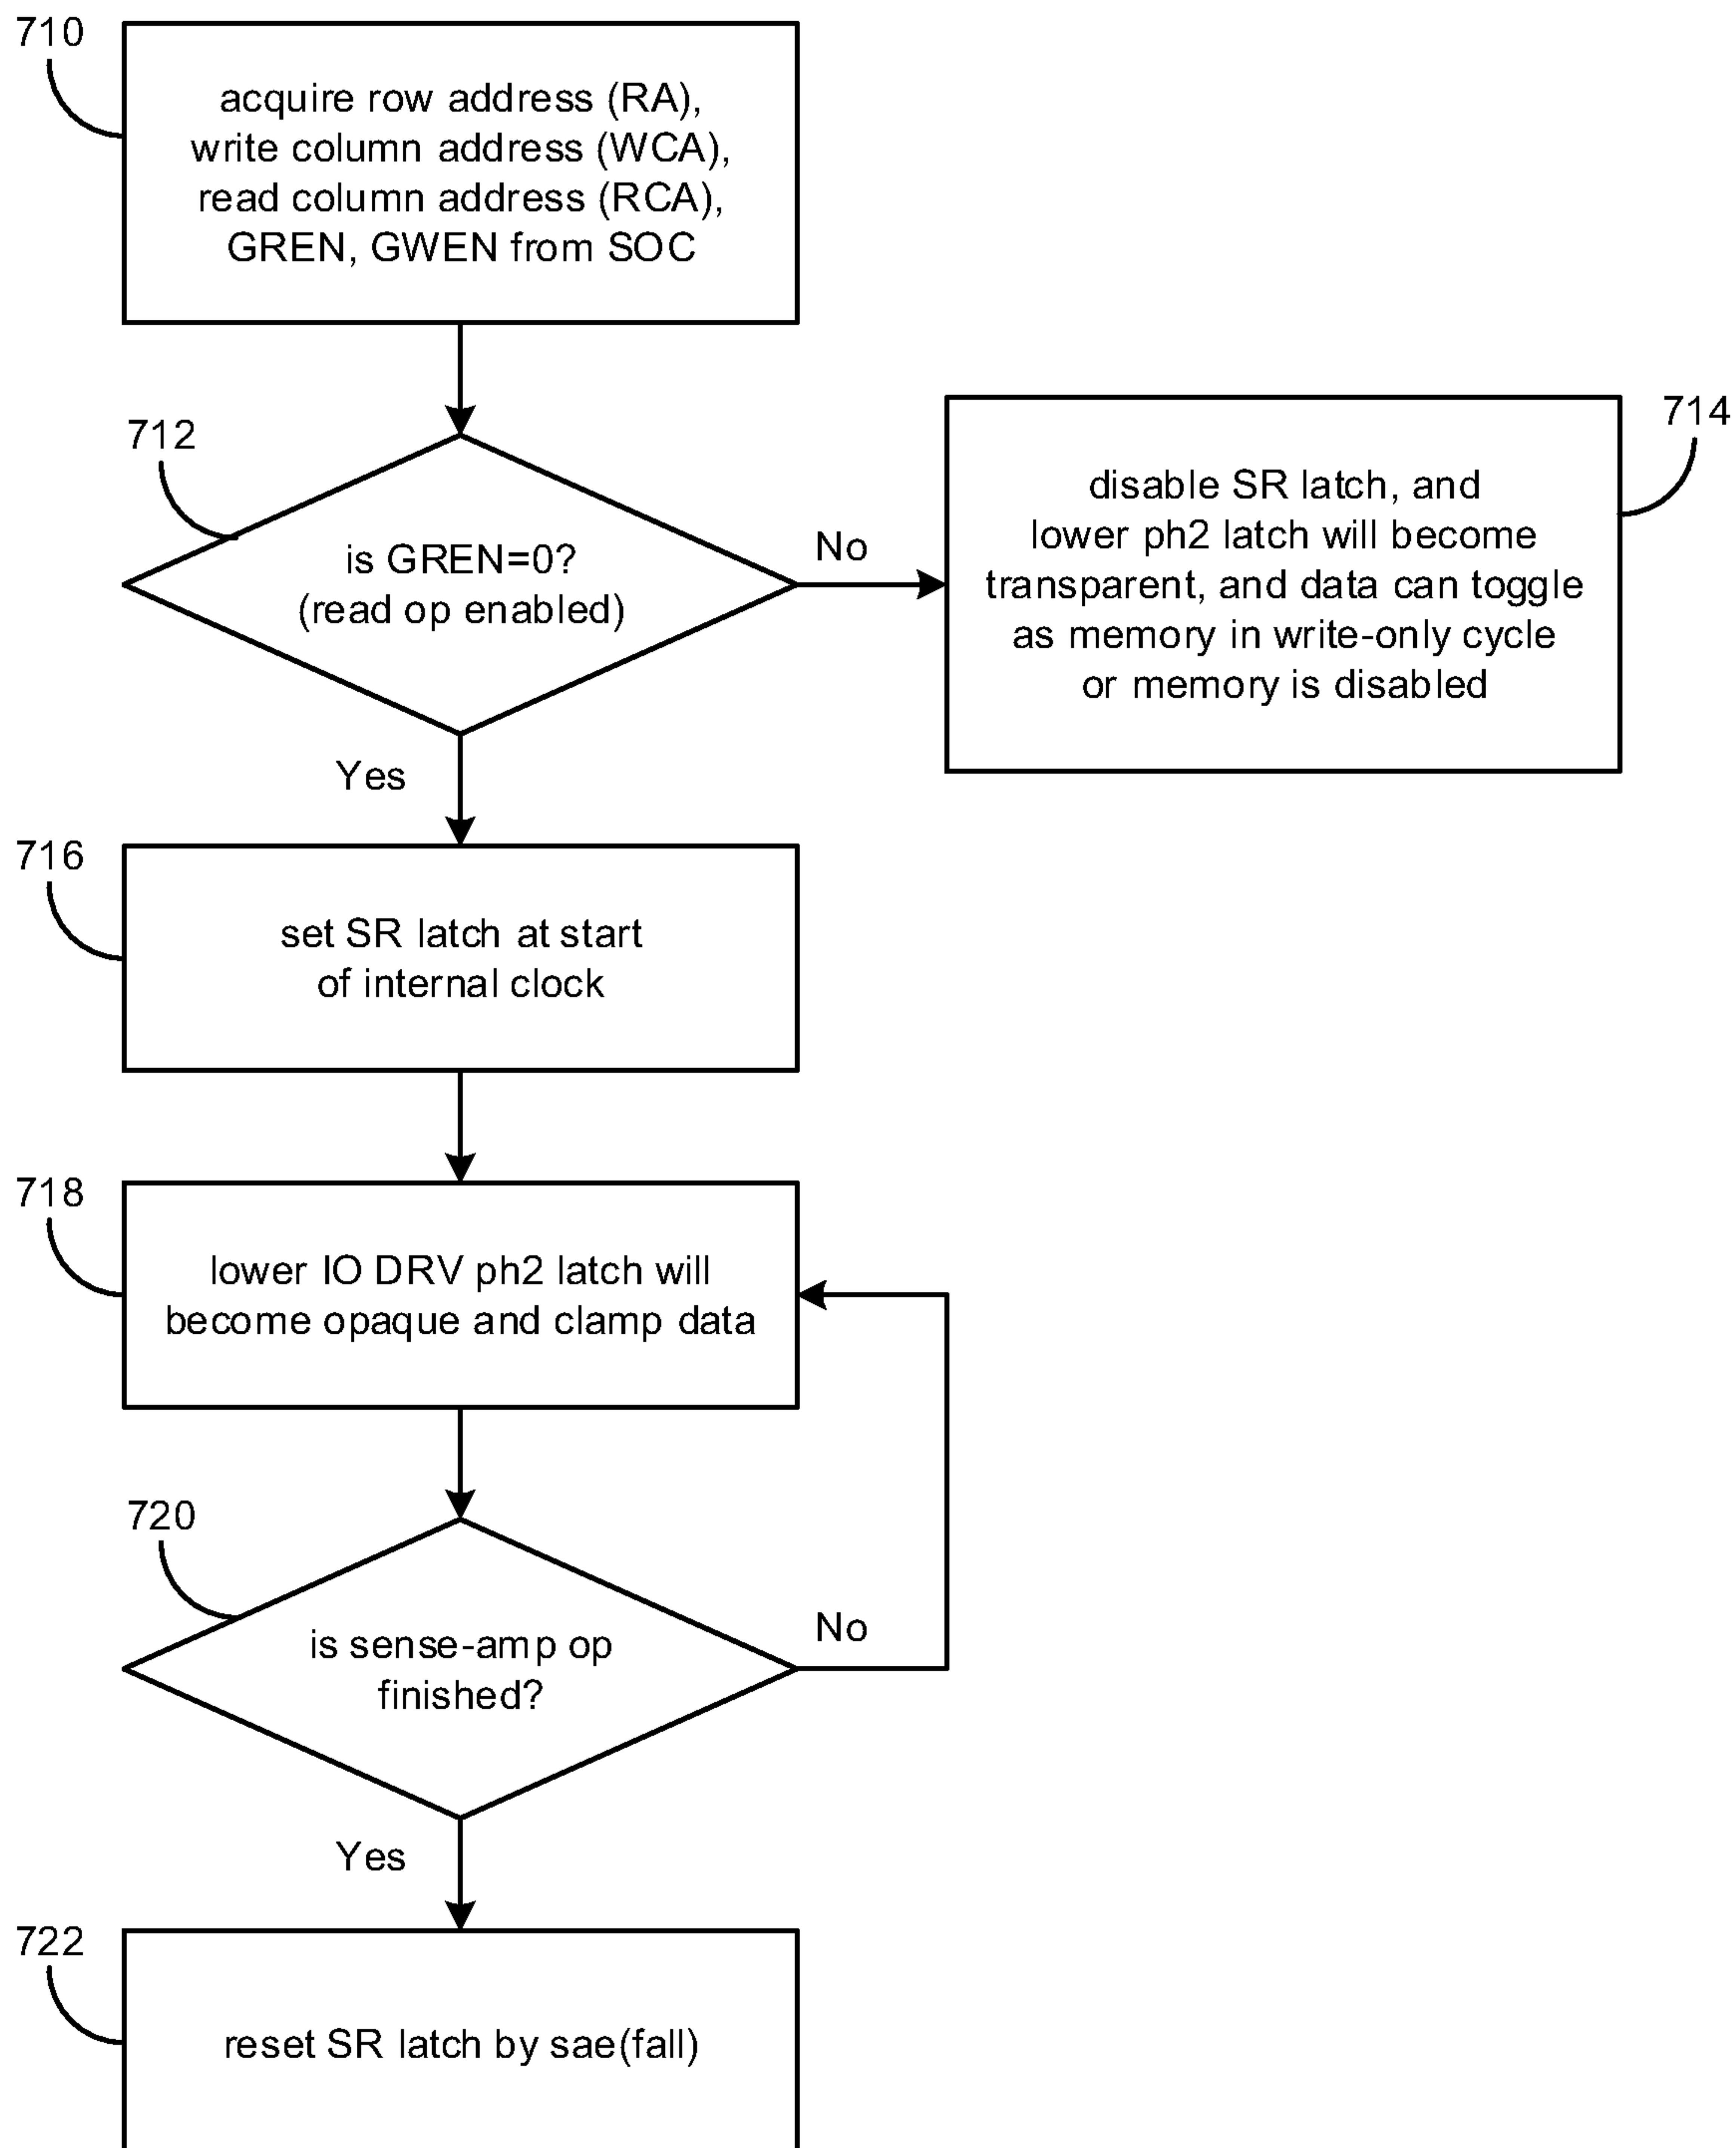 710
acquire row address (RA),
write column address (WCA),
read column address (RCA),
GREN, GWEN from SOC
712
is GREN=0?
(read op enabled)
No
714
disable SR latch, and
lower ph2 latch will become
transparent, and data can toggle
as memory in write-only cycle
or memory is disabled
Yes
716
set SR latch at start
of internal clock
718
lower IO DRV ph2 latch will
become opaque and clamp data
720
is sense-amp op
finished?
No
Yes
722
reset SR latch by sae(fall)